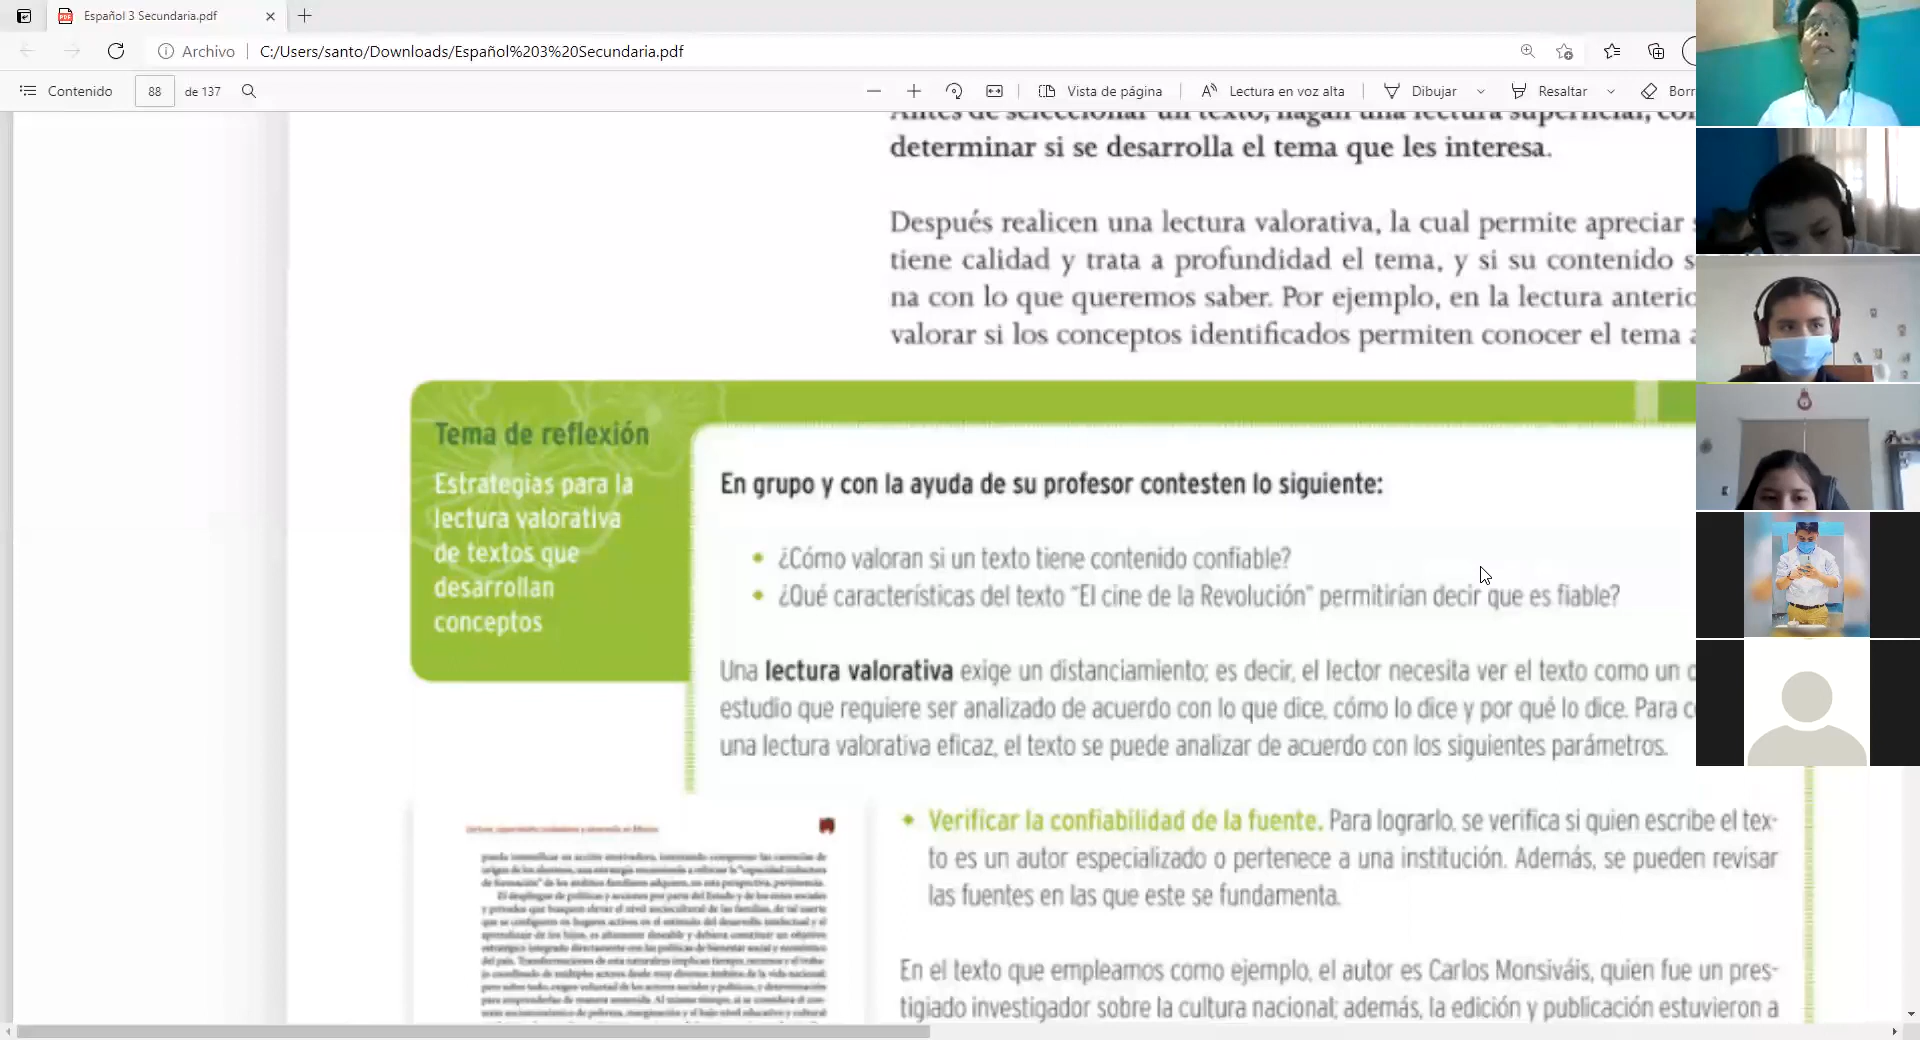 Español 3 Secundaria.pdf
Archivo C:/Users/santo/Downloads/Español%203%20Secundaria.pdf
Contenido 88 de 137 Vista de página Lectura en voz alta Dibujar Resaltar Borr
Antes de seleccionar un texto, hagan una lectura superficial, co
determinar si se desarrolla el tema que les interesa.
Después realicen una lectura valorativa, la cual permite apreciar s
tiene calidad y trata a profundidad el tema, y si su contenido s
na con lo que queremos saber. Por ejemplo, en la lectura anterio
valorar si los conceptos identificados permiten conocer el tema a
Tema de reflexión
Estrategias para la
lectura valorativa
de textos que
desarrollan
conceptos
En grupo y con la ayuda de su profesor contesten lo siguiente:
• ¿Cómo valoran si un texto tiene contenido confiable?
• ¿Qué características del texto "El cine de la Revolución" permitirían decir que es fiable?
Una lectura valorativa exige un distanciamiento; es decir, el lector necesita ver el texto como un o
estudio que requiere ser analizado de acuerdo con lo que dice, cómo lo dice y por qué lo dice. Para c
una lectura valorativa eficaz, el texto se puede analizar de acuerdo con los siguientes parámetros.
• Verificar la confiabilidad de la fuente. Para lograrlo, se verifica si quien escribe el tex-
to es un autor especializado o pertenece a una institución. Además, se pueden revisar
las fuentes en las que este se fundamenta.
En el texto que empleamos como ejemplo, el autor es Carlos Monsiváis, quien fue un pres-
tigiado investigador sobre la cultura nacional; además, la edición y publicación estuvieron a